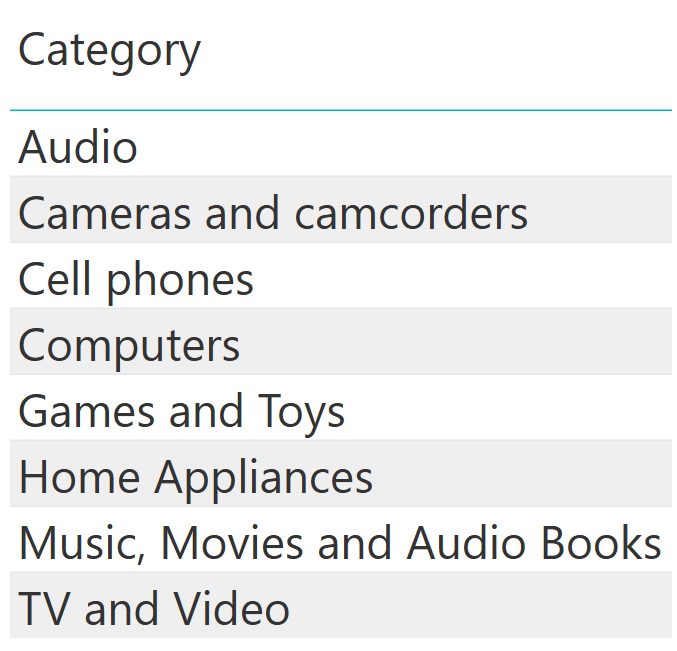 Category
Audio
Cameras and camcorders
Cell phones
Computers
Games and Toys
Home Appliances
Music, Movies and Audio Books
TV and Video